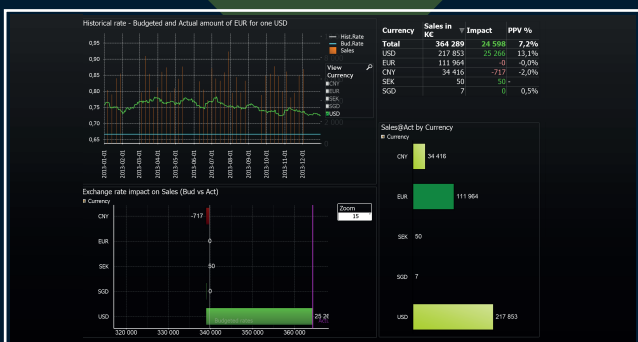 Historical rate - Budgeted and Actual amount of EUR for one USD
0,95
0,90
0,85
0,80
0,75
0,70
0,65
2013-01-01
2013-02-01
2013-03-01
2013-04-01
2013-05-01
2013-06-01
2013-07-01
2013-08-01
2013-09-01
2013-10-01
2013-11-01
2013-12-01
Hist.Rate
Bud.Rate
Sales
View
Currency
CNY
EUR
SEK
SGD
USD
Currency Sales in K€ Impact PPV %
Total 364 289 24 598 7,2%
USD 217 853 25 266 13,1%
EUR 111 964 -0 -0,0%
CNY 34 416 -717 -2,0%
SEK 50 50 -
SGD 7 0 0,5%
Exchange rate impact on Sales (Bud vs Act)
Currency
CNY -717
EUR 0
SEK 50
SGD 0
USD Budgeted rates
320 000 330 000 340 000 350 000 360 000
Zoom
15
Sales@Act by Currency
Currency
CNY 34 416
EUR 111 964
SEK 50
SGD 7
USD 217 853